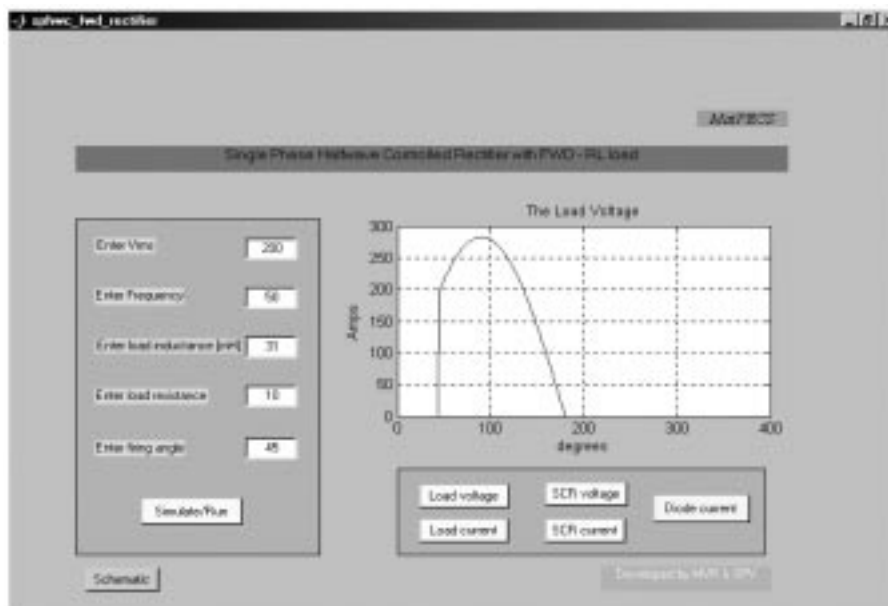 sphwc_fwd_rectifier
MatPECS
Single Phase Halfwave Controlled Rectifier with FWD - RL load
Enter Vrms
200
Enter Frequency
50
Enter load inductance [mH]
31
Enter load resistance
10
Enter firing angle
45
Simulate/Run
Schematic
The Load Voltage
300
250
200
150
100
50
0
Amps
0
100
200
300
400
degrees
Load voltage
SCR voltage
Diode current
Load current
SCR current
Developed by MVR &